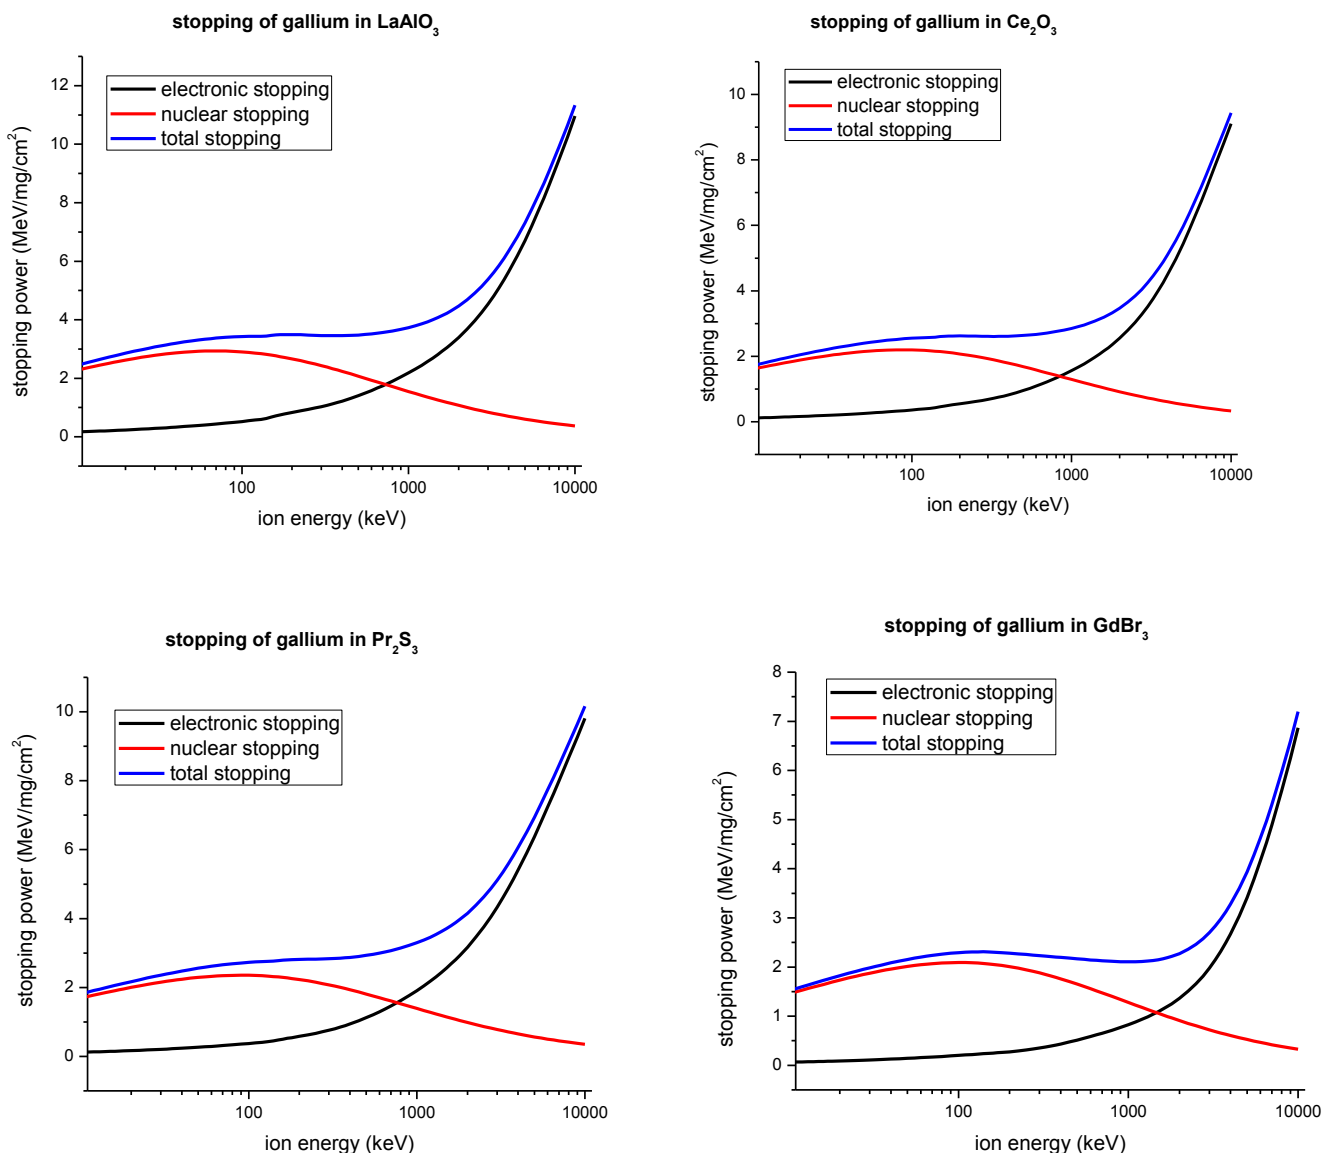 stopping of gallium in LaAlO₃
electronic stopping
nuclear stopping
total stopping
12
10
8
6
4
2
0
stopping power (MeV/mg/cm²)
100
1000
10000
ion energy (keV)
stopping of gallium in Ce₂O₃
electronic stopping
nuclear stopping
total stopping
10
8
6
4
2
0
stopping power (MeV/mg/cm²)
100
1000
10000
ion energy (keV)
stopping of gallium in Pr₂S₃
electronic stopping
nuclear stopping
total stopping
10
8
6
4
2
0
stopping power (MeV/mg/cm²)
100
1000
10000
ion energy (keV)
stopping of gallium in GdBr₃
electronic stopping
nuclear stopping
total stopping
8
7
6
5
4
3
2
1
0
stopping power (MeV/mg/cm²)
100
1000
10000
ion energy (keV)